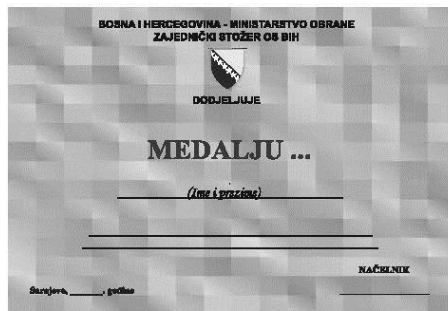 BOSNA I HERCEGOVINA - MINISTARSTVO OBRANE
ZAJEDNIČKI STOŽER OS BIH
DODJELJUJE
MEDALJU ...
(Ime i prezime)
NAČELNIK
Sarajevo, ______, godine